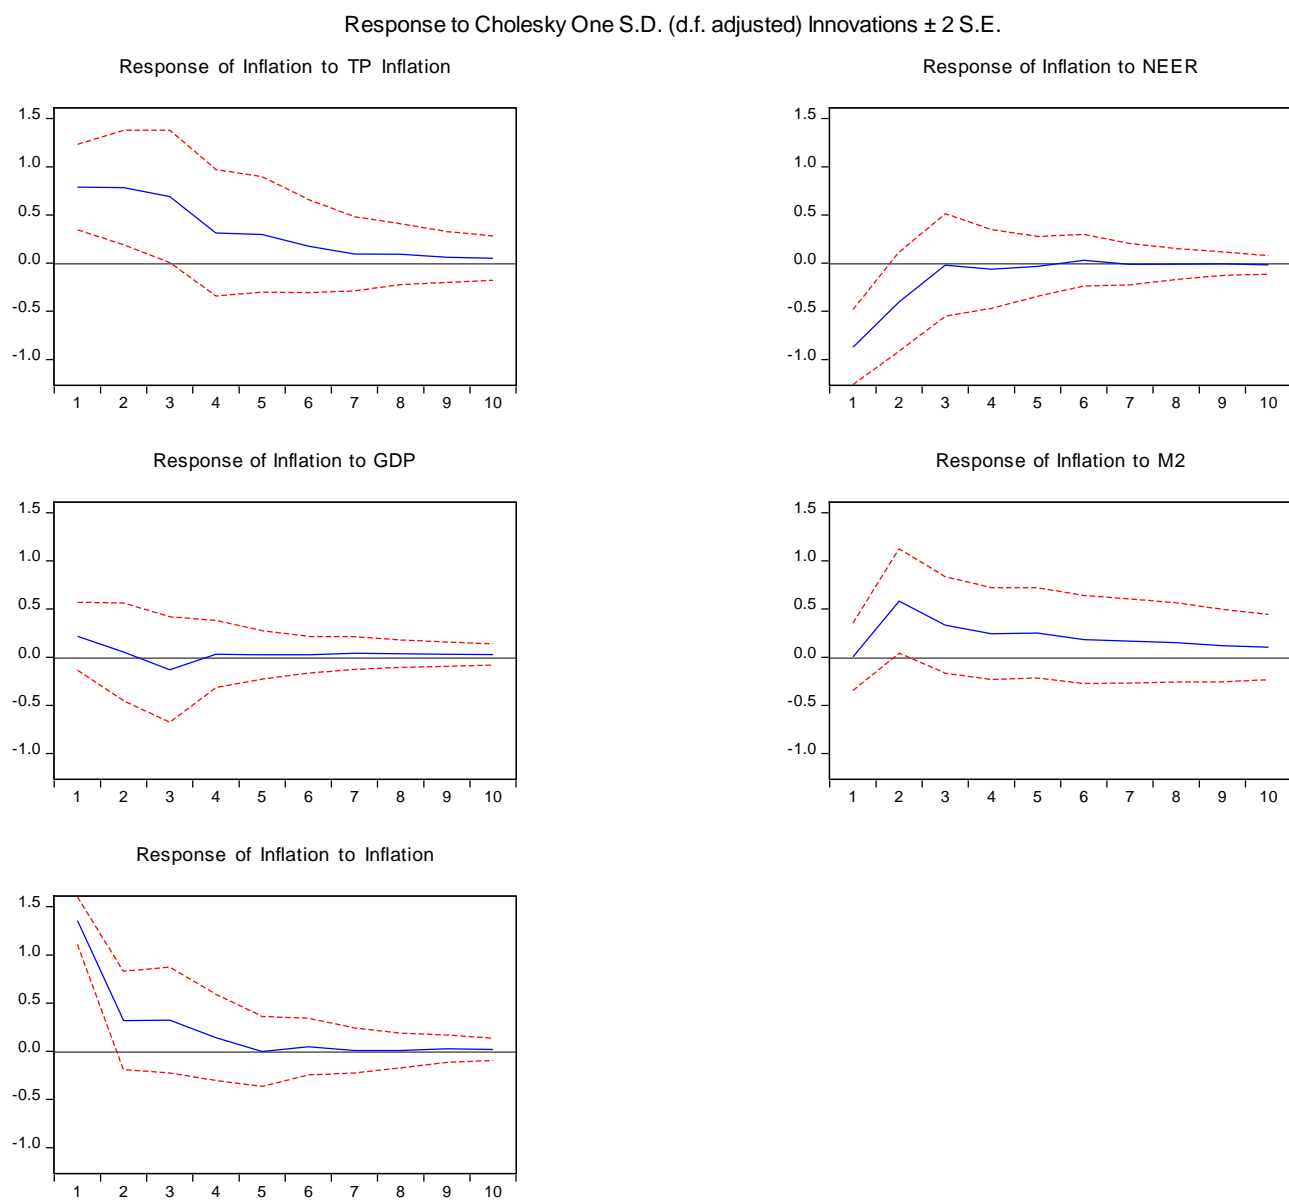 Response to Cholesky One S.D. (d.f. adjusted) Innovations ± 2 S.E.
Response of Inflation to TP Inflation
1.5
1.0
0.5
0.0
-0.5
-1.0
1 2 3 4 5 6 7 8 9 10
Response of Inflation to NEER
1.5
1.0
0.5
0.0
-0.5
-1.0
1 2 3 4 5 6 7 8 9 10
Response of Inflation to GDP
1.5
1.0
0.5
0.0
-0.5
-1.0
1 2 3 4 5 6 7 8 9 10
Response of Inflation to M2
1.5
1.0
0.5
0.0
-0.5
-1.0
1 2 3 4 5 6 7 8 9 10
Response of Inflation to Inflation
1.5
1.0
0.5
0.0
-0.5
-1.0
1 2 3 4 5 6 7 8 9 10